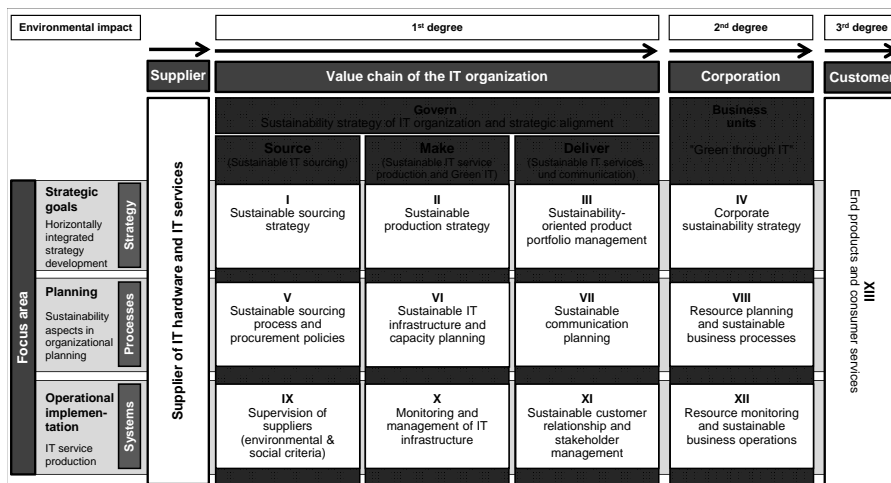 Environmental impact
1st degree
2nd degree
3rd degree
Supplier
Value chain of the IT organization
Corporation
Customer
Govern
Sustainability strategy of IT organization and strategic alignment
Source
(Sustainable IT sourcing)
Make
(Sustainable IT service
production and Green IT)
Deliver
(Sustainable IT services
und communication)
Business
units
"Green through IT"
Focus area
Strategic
goals
Horizontally
integrated
strategy
development
Strategy
Supplier of IT hardware and IT services
I
Sustainable sourcing
strategy
II
Sustainable
production strategy
III
Sustainability-
oriented product
portfolio management
IV
Corporate
sustainability strategy
XIII
End products and consumer services
Planning
Sustainability
aspects in
organizational
planning
Processes
V
Sustainable sourcing
process and
procurement policies
VI
Sustainable IT
infrastructure and
capacity planning
VII
Sustainable
communication
planning
VIII
Resource planning
and sustainable
business processes
Operational
implemen-
tation
IT service
production
Systems
IX
Supervision of
suppliers
(environmental &
social criteria)
X
Monitoring and
management of IT
infrastructure
XI
Sustainable customer
relationship and
stakeholder
management
XII
Resource monitoring
and sustainable
business operations